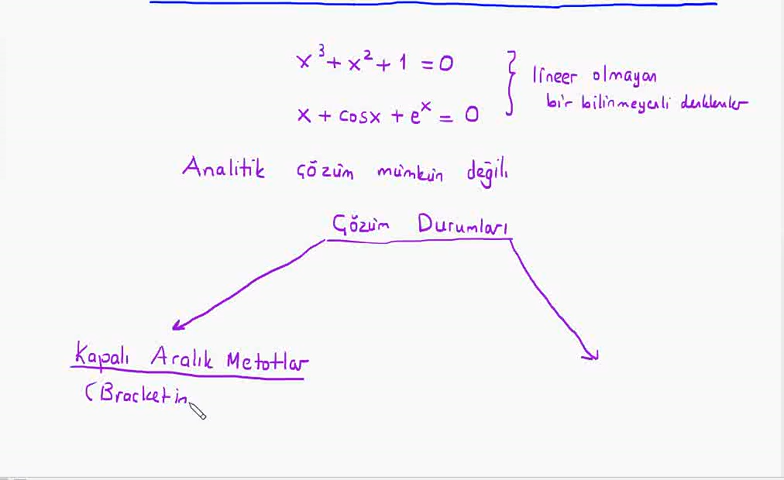 x³ + x² + 1 = 0
x + cosx + eˣ = 0
lineer olmayan
bir bilinmeyenli denklemler
Analitik çözüm mümkün değil.
Çözüm Durumları
Kapalı Aralık Metotlar
(Bracketin